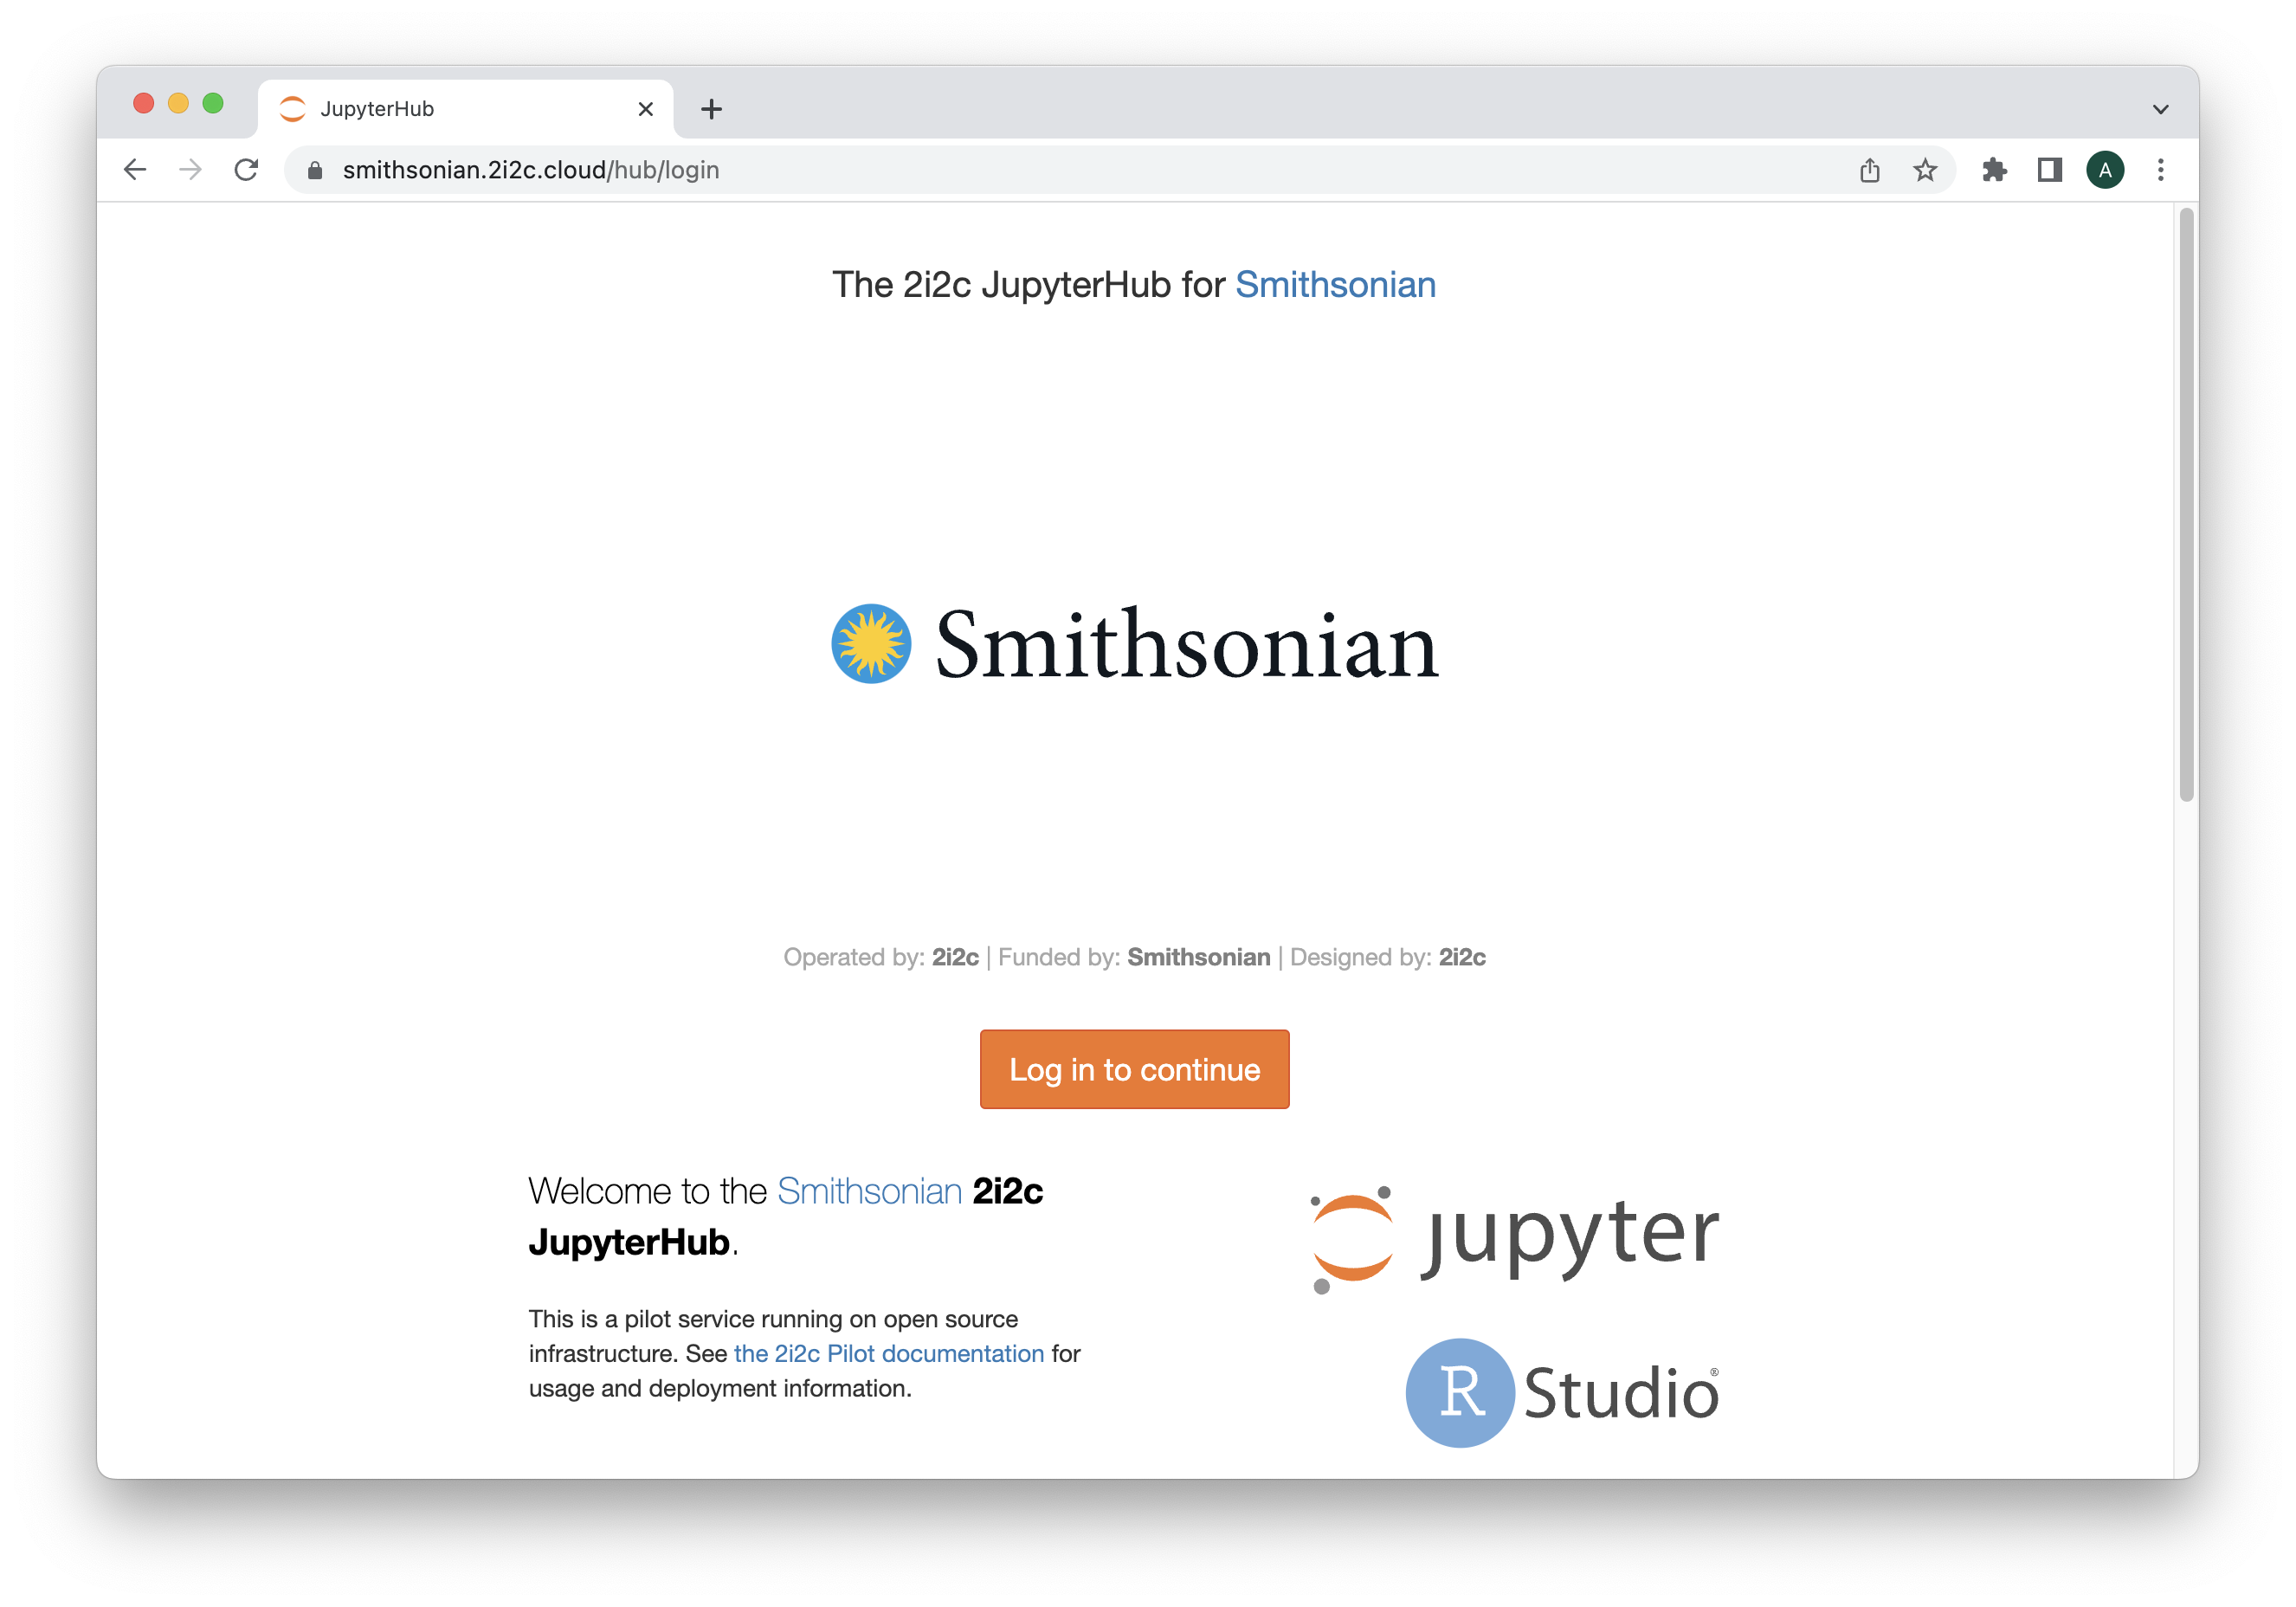 JupyterHub
smithsonian.2i2c.cloud/hub/login
A
The 2i2c JupyterHub for Smithsonian
Smithsonian
Operated by: 2i2c | Funded by: Smithsonian | Designed by: 2i2c
Log in to continue
Welcome to the Smithsonian 2i2c
JupyterHub.
This is a pilot service running on open source
infrastructure. See the 2i2c Pilot documentation for
usage and deployment information.
jupyter
R Studio®